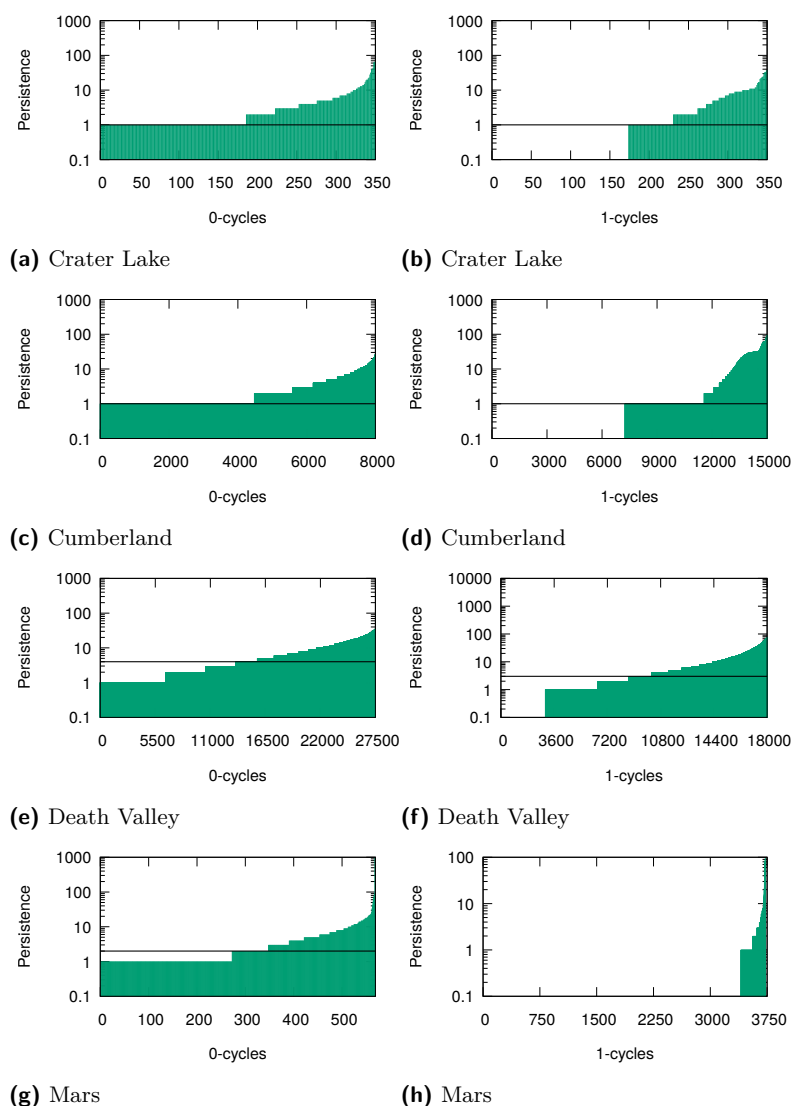 1000
100
10
1
0.1
Persistence
0 50 100 150 200 250 300 350
0-cycles
(a) Crater Lake
1000
100
10
1
0.1
Persistence
0 50 100 150 200 250 300 350
1-cycles
(b) Crater Lake
1000
100
10
1
0.1
Persistence
0 2000 4000 6000 8000
0-cycles
(c) Cumberland
1000
100
10
1
0.1
Persistence
0 3000 6000 9000 12000 15000
1-cycles
(d) Cumberland
1000
100
10
1
0.1
Persistence
0 5500 11000 16500 22000 27500
0-cycles
(e) Death Valley
10000
1000
100
10
1
0.1
Persistence
0 3600 7200 10800 14400 18000
1-cycles
(f) Death Valley
1000
100
10
1
0.1
Persistence
0 100 200 300 400 500
0-cycles
(g) Mars
100
10
1
0.1
Persistence
0 750 1500 2250 3000 3750
1-cycles
(h) Mars